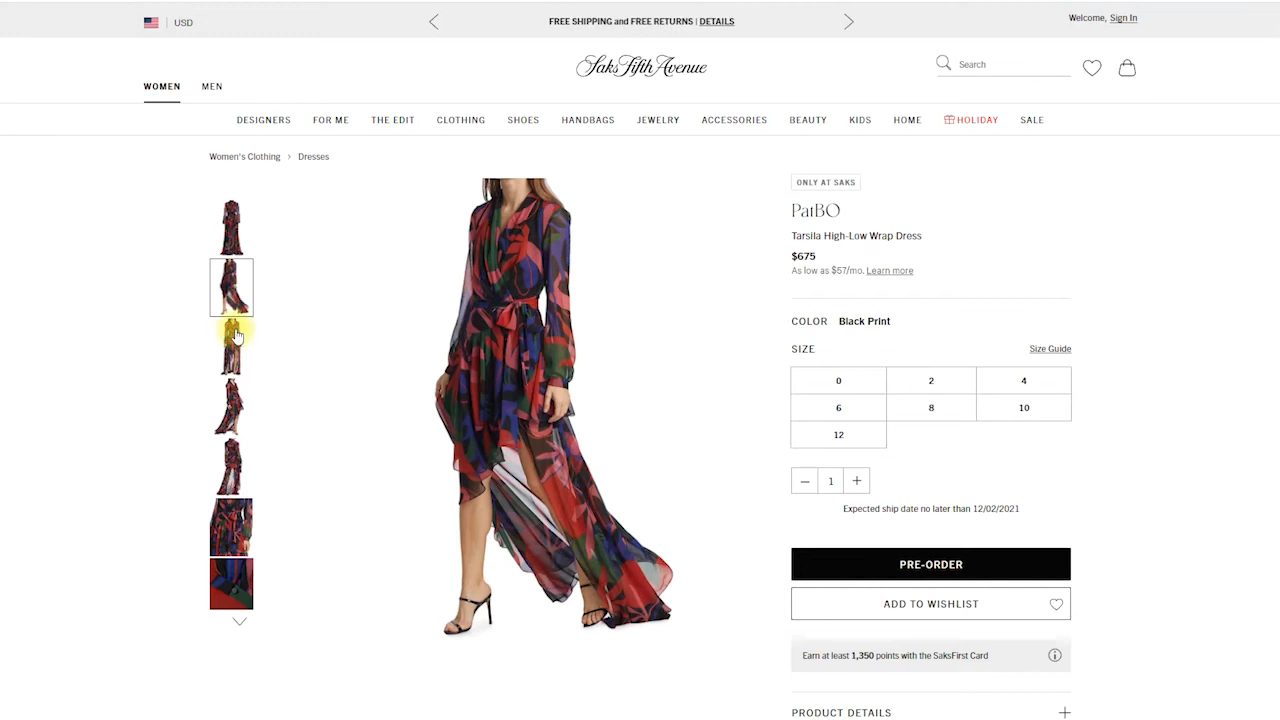 USD
FREE SHIPPING and FREE RETURNS | DETAILS
Welcome, Sign In
Saks Fifth Avenue
Search
WOMEN MEN
DESIGNERS FOR ME THE EDIT CLOTHING SHOES HANDBAGS JEWELRY ACCESSORIES BEAUTY KIDS HOME HOLIDAY SALE
Women's Clothing > Dresses
ONLY AT SAKS
PatBO
Tarsila High-Low Wrap Dress
$675
As low as $57/mo. Learn more
COLOR Black Print
SIZE Size Guide
0 2 4
6 8 10
12
− 1 +
Expected ship date no later than 12/02/2021
PRE-ORDER
ADD TO WISHLIST
Earn at least 1,350 points with the SaksFirst Card
PRODUCT DETAILS +